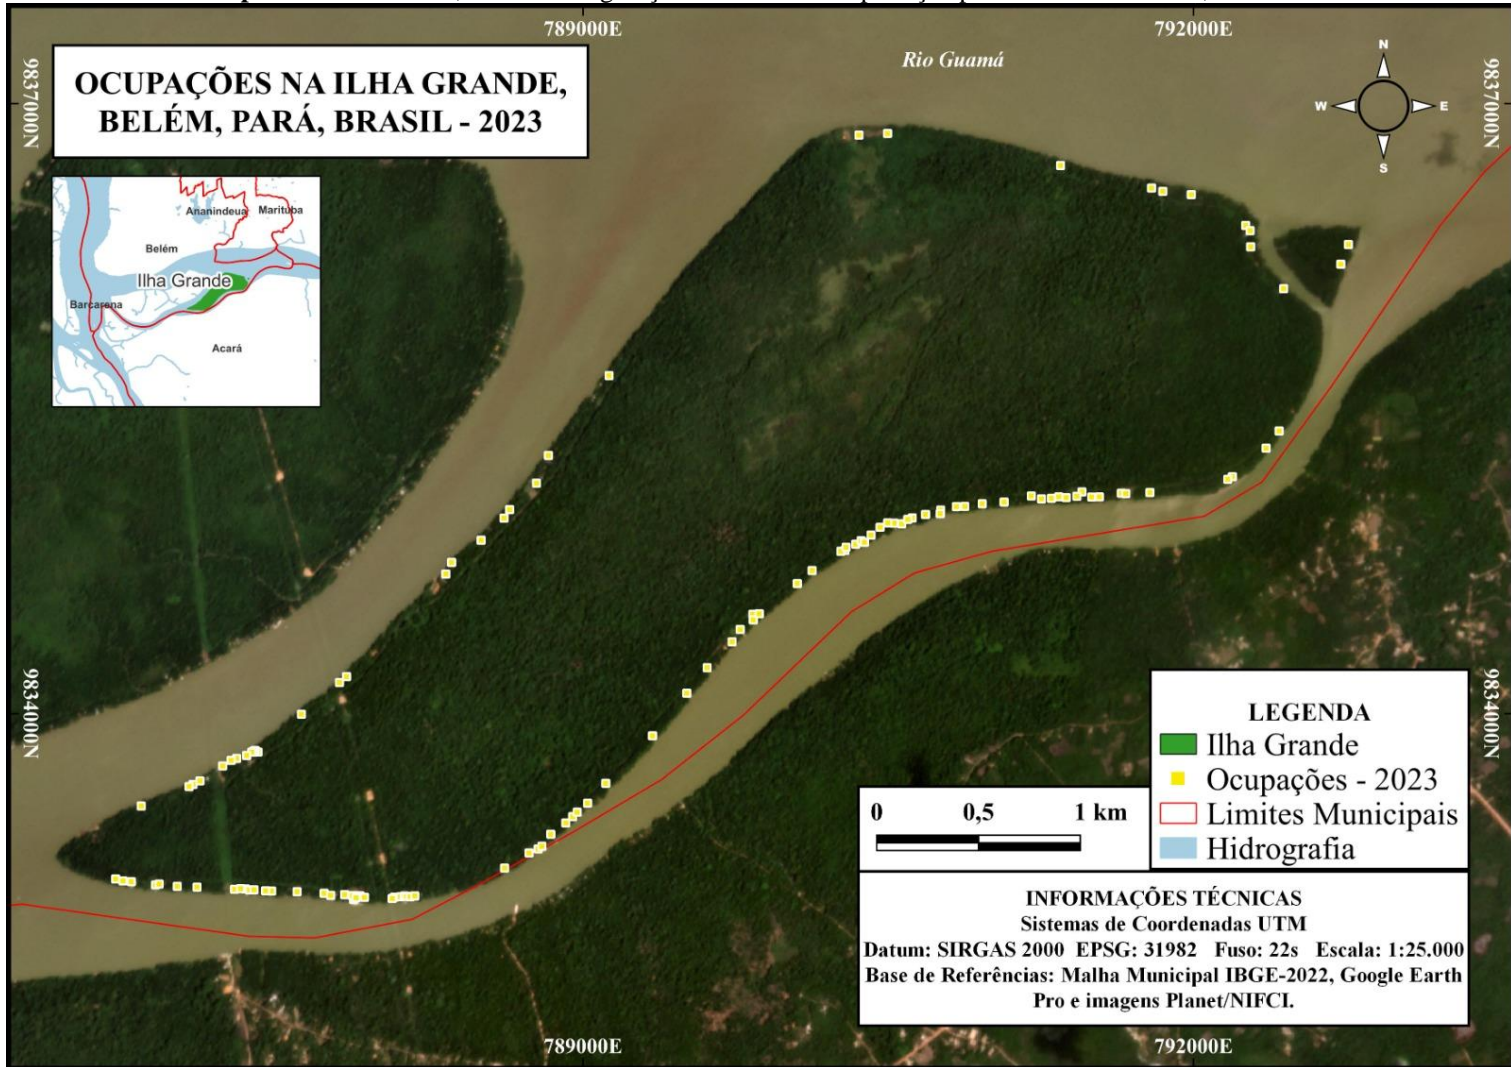 789000E
792000E
Rio Guamá
N
W
E
S
9837000N
9837000N
OCUPAÇÕES NA ILHA GRANDE,
BELÉM, PARÁ, BRASIL - 2023
Ananindeua
Marituba
Belém
Ilha Grande
Barcarena
Acará
9834000N
9834000N
LEGENDA
Ilha Grande
Ocupações - 2023
Limites Municipais
Hidrografia
0 0,5 1 km
INFORMAÇÕES TÉCNICAS
Sistemas de Coordenadas UTM
Datum: SIRGAS 2000 EPSG: 31982 Fuso: 22s Escala: 1:25.000
Base de Referências: Malha Municipal IBGE-2022, Google Earth
Pro e imagens Planet/NIFCI.
789000E
792000E